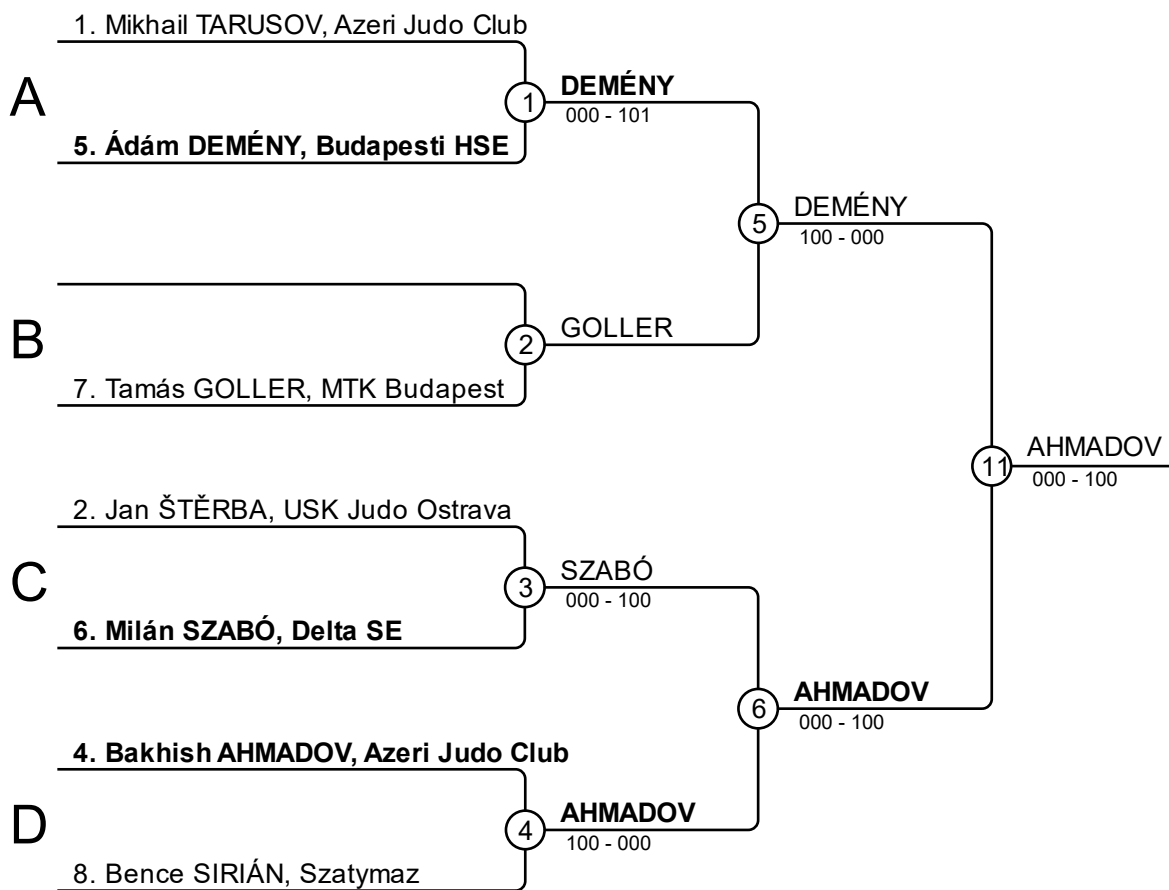 1. Mikhail TARUSOV, Azeri Judo Club
A
1
DEMÉNY
000 - 101
5. Ádám DEMÉNY, Budapesti HSE
5
DEMÉNY
100 - 000
B
2
GOLLER
7. Tamás GOLLER, MTK Budapest
11
AHMADOV
000 - 100
2. Jan ŠTĚRBA, USK Judo Ostrava
C
3
SZABÓ
000 - 100
6. Milán SZABÓ, Delta SE
6
AHMADOV
000 - 100
4. Bakhish AHMADOV, Azeri Judo Club
D
4
AHMADOV
100 - 000
8. Bence SIRIÁN, Szatymaz